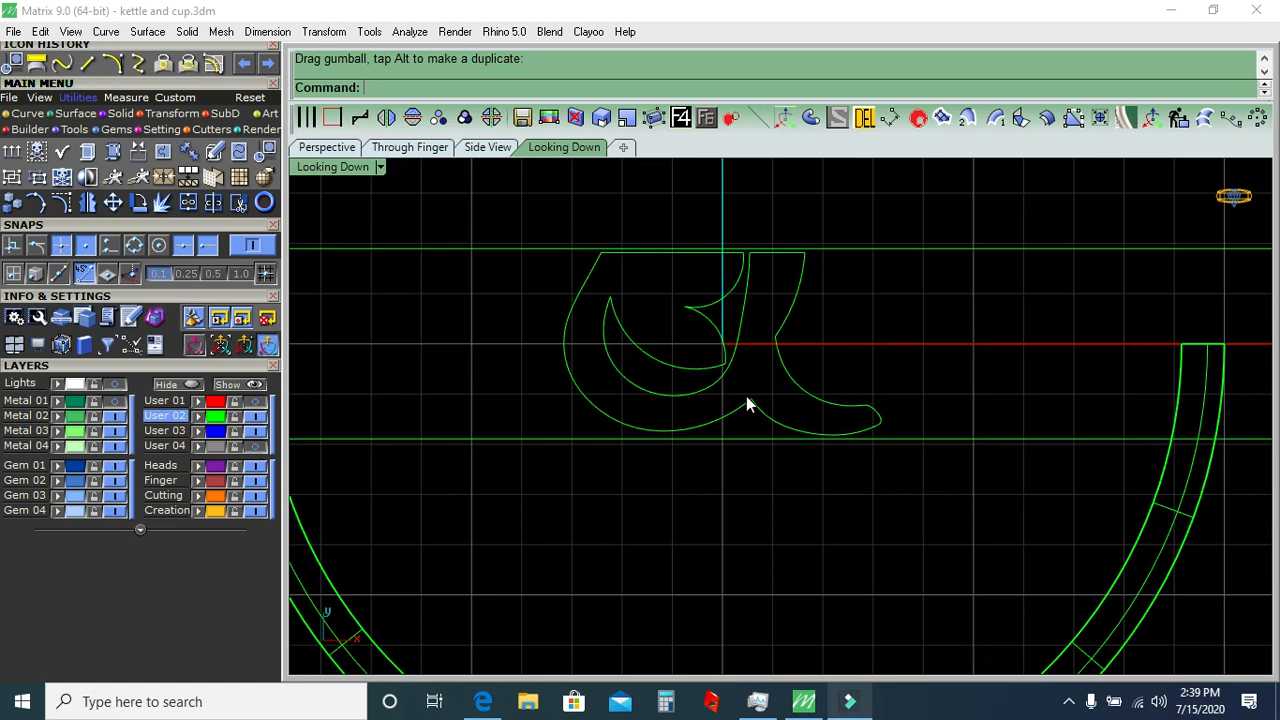 Matrix 9.0 (64-bit) - kettle and cup.3dm
File Edit View Curve Surface Solid Mesh Dimension Transform Tools Analyze Render Rhino 5.0 Blend Clayoo Help
ICON HISTORY
Drag gumball, tap Alt to make a duplicate:
Command:
MAIN MENU
File View Utilities Measure Custom Reset
Curve Surface Solid Transform SubD Art
Builder Tools Gems Setting Cutters Render
F4 F6 DEL
Perspective Through Finger Side View Looking Down
Looking Down
SNAPS
45°
0.1 0.25 0.5 1.0
INFO & SETTINGS
LAYERS
Lights Hide Show
Metal 01 User 01
Metal 02 User 02
Metal 03 User 03
Metal 04 User 04
Gem 01 Heads
Gem 02 Finger
Gem 03 Cutting
Gem 04 Creation
y
x
Type here to search
2:39 PM
7/15/2020